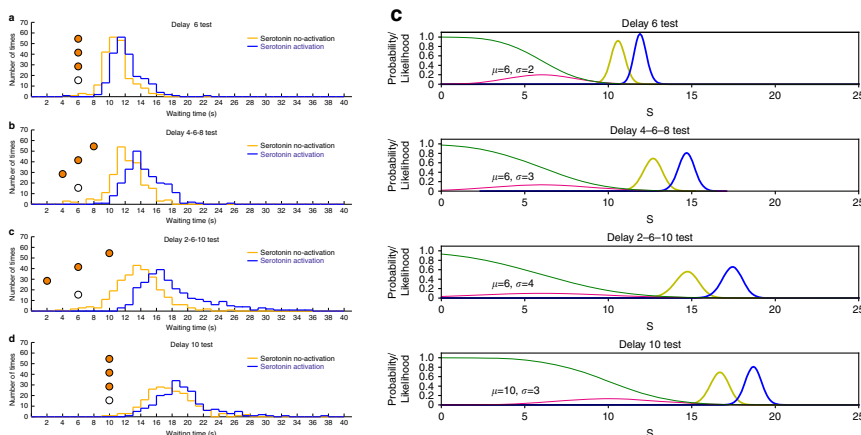 a
Delay 6 test
Number of times
70
60
50
40
30
20
10
0
Serotonin no-activation
Serotonin activation
2 4 6 8 10 12 14 16 18 20 22 24 26 28 30 32 34 36 38 40
Waiting time (s)
b
Delay 4-6-8 test
Number of times
70
60
50
40
30
20
10
0
Serotonin no-activation
Serotonin activation
2 4 6 8 10 12 14 16 18 20 22 24 26 28 30 32 34 36 38 40
Waiting time (s)
c
Delay 2-6-10 test
Number of times
70
60
50
40
30
20
10
0
Serotonin no-activation
Serotonin activation
2 4 6 8 10 12 14 16 18 20 22 24 26 28 30 32 34 36 38 40
Waiting time (s)
d
Delay 10 test
Number of times
70
60
50
40
30
20
10
0
Serotonin no-activation
Serotonin activation
2 4 6 8 10 12 14 16 18 20 22 24 26 28 30 32 34 36 38 40
Waiting time (s)
c
Delay 6 test
Probability/
Likelihood
1.0
0.8
0.6
0.4
0.2
0
μ=6, σ=2
0 5 10 15 20 25
S
Delay 4–6–8 test
Probability/
Likelihood
1.0
0.8
0.6
0.4
0.2
0
μ=6, σ=3
0 5 10 15 20 25
S
Delay 2–6–10 test
Probability/
Likelihood
1.0
0.8
0.6
0.4
0.2
0
μ=6, σ=4
0 5 10 15 20 25
S
Delay 10 test
Probability/
Likelihood
1.0
0.8
0.6
0.4
0.2
0
μ=10, σ=3
0 5 10 15 20 25
S